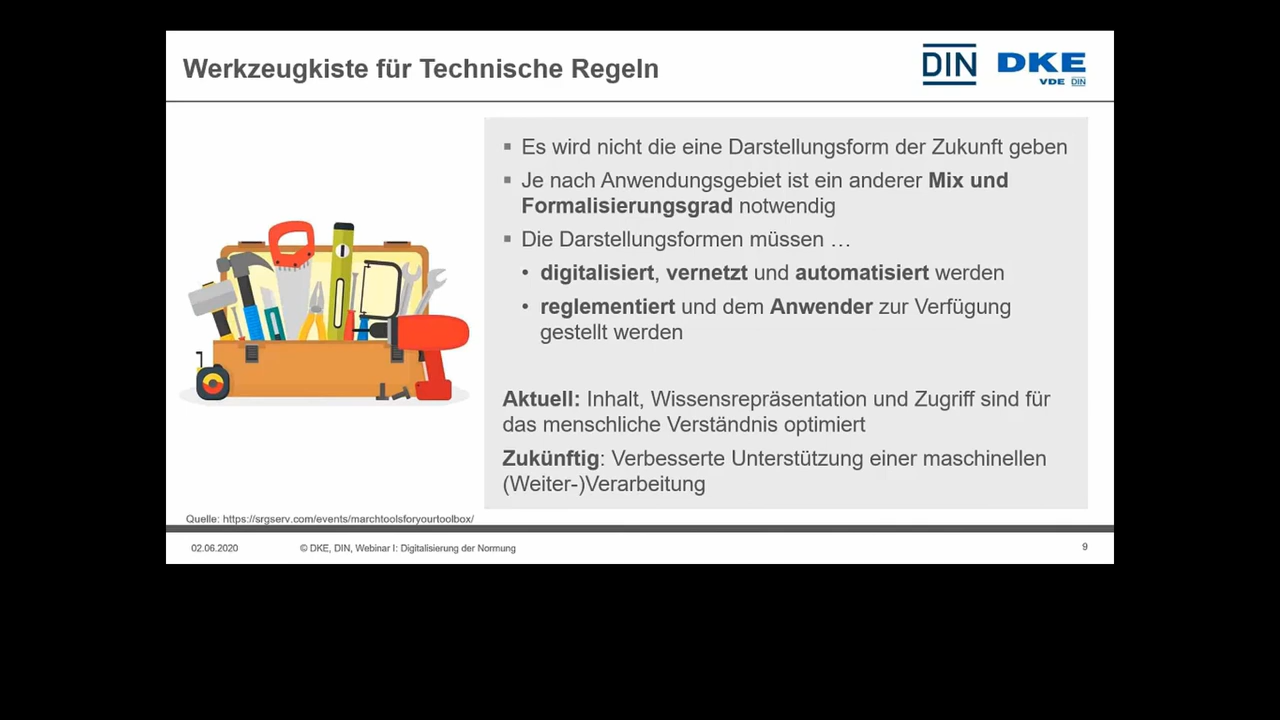 Werkzeugkiste für Technische Regeln
DIN
DKE
VDE DIN
Es wird nicht die eine Darstellungsform der Zukunft geben
Je nach Anwendungsgebiet ist ein anderer Mix und
Formalisierungsgrad notwendig
Die Darstellungsformen müssen …
digitalisiert, vernetzt und automatisiert werden
reglementiert und dem Anwender zur Verfügung
gestellt werden
Aktuell: Inhalt, Wissensrepräsentation und Zugriff sind für
das menschliche Verständnis optimiert
Zukünftig: Verbesserte Unterstützung einer maschinellen
(Weiter-)Verarbeitung
Quelle: https://srgserv.com/events/marchtoolsforyourtoolbox/
02.06.2020
© DKE, DIN, Webinar I: Digitalisierung der Normung
9